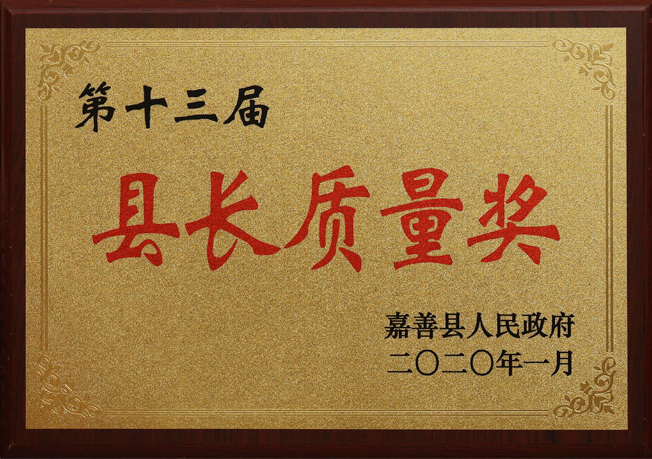 第十三届
县长质量奖
嘉善县人民政府
二〇二〇年一月